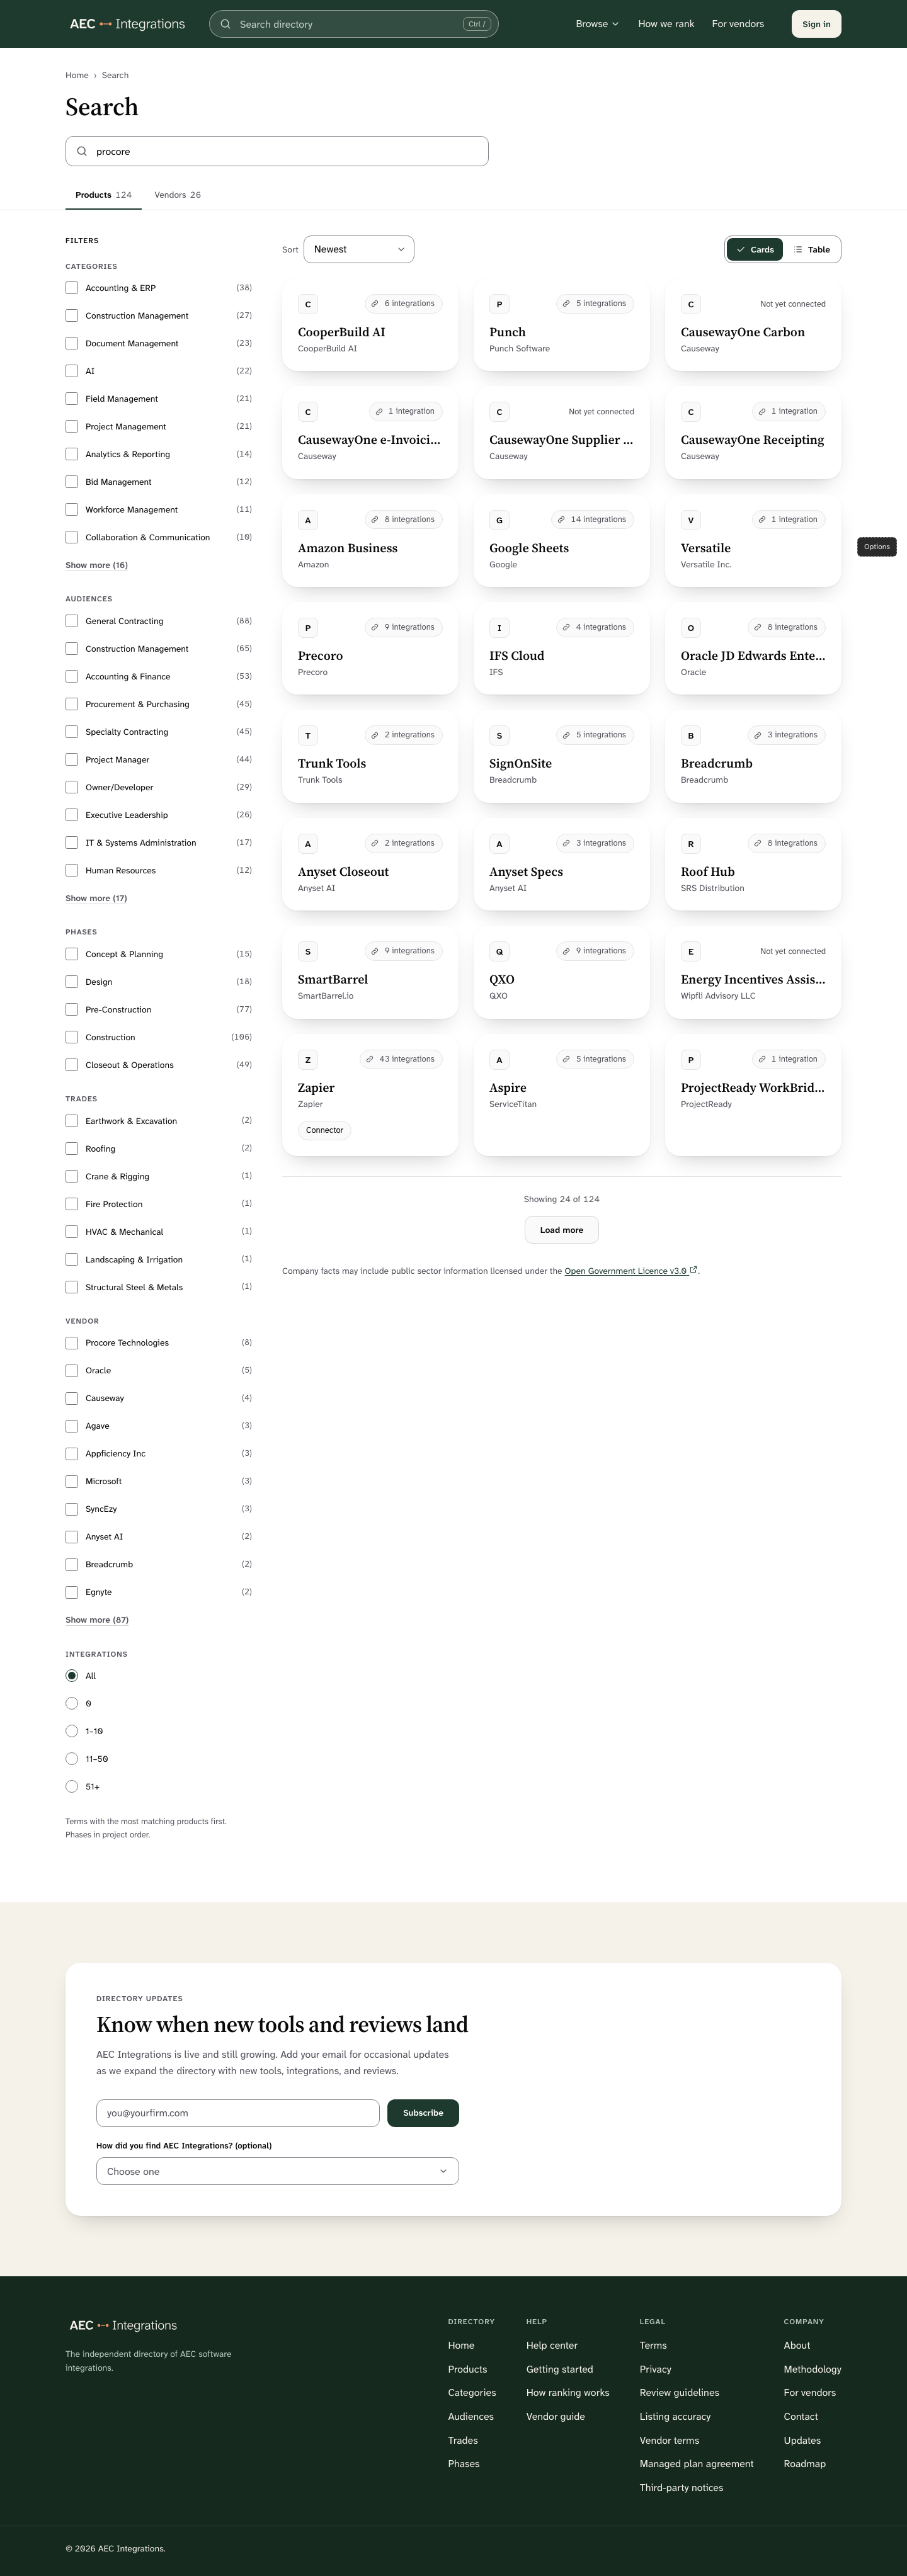 AEC Integrations
Search directory
Ctrl /
Browse
How we rank
For vendors
Sign in
Home › Search
Search
procore
Products 124
Vendors 26
FILTERS
CATEGORIES
Accounting & ERP (38)
Construction Management (27)
Document Management (23)
AI (22)
Field Management (21)
Project Management (21)
Analytics & Reporting (14)
Bid Management (12)
Workforce Management (11)
Collaboration & Communication (10)
Show more (16)
AUDIENCES
General Contracting (88)
Construction Management (65)
Accounting & Finance (53)
Procurement & Purchasing (45)
Specialty Contracting (45)
Project Manager (44)
Owner/Developer (29)
Executive Leadership (26)
IT & Systems Administration (17)
Human Resources (12)
Show more (17)
PHASES
Concept & Planning (15)
Design (18)
Pre-Construction (77)
Construction (106)
Closeout & Operations (49)
TRADES
Earthwork & Excavation (2)
Roofing (2)
Crane & Rigging (1)
Fire Protection (1)
HVAC & Mechanical (1)
Landscaping & Irrigation (1)
Structural Steel & Metals (1)
VENDOR
Procore Technologies (8)
Oracle (5)
Causeway (4)
Agave (3)
Appficiency Inc (3)
Microsoft (3)
SyncEzy (3)
Anyset AI (2)
Breadcrumb (2)
Egnyte (2)
Show more (87)
INTEGRATIONS
All
0
1–10
11–50
51+
Terms with the most matching products first.
Phases in project order.
Sort
Newest
Cards
Table
C
6 integrations
CooperBuild AI
CooperBuild AI
P
5 integrations
Punch
Punch Software
C
Not yet connected
CausewayOne Carbon
Causeway
C
1 integration
CausewayOne e-Invoici...
Causeway
C
Not yet connected
CausewayOne Supplier ...
Causeway
C
1 integration
CausewayOne Receipting
Causeway
A
8 integrations
Amazon Business
Amazon
G
14 integrations
Google Sheets
Google
V
1 integration
Versatile
Versatile Inc.
Options
P
9 integrations
Precoro
Precoro
I
4 integrations
IFS Cloud
IFS
O
8 integrations
Oracle JD Edwards Ente...
Oracle
T
2 integrations
Trunk Tools
Trunk Tools
S
5 integrations
SignOnSite
Breadcrumb
B
3 integrations
Breadcrumb
Breadcrumb
A
2 integrations
Anyset Closeout
Anyset AI
A
3 integrations
Anyset Specs
Anyset AI
R
8 integrations
Roof Hub
SRS Distribution
S
9 integrations
SmartBarrel
SmartBarrel.io
Q
9 integrations
QXO
QXO
E
Not yet connected
Energy Incentives Assis...
Wipfli Advisory LLC
Z
43 integrations
Zapier
Zapier
Connector
A
5 integrations
Aspire
ServiceTitan
P
1 integration
ProjectReady WorkBrid...
ProjectReady
Showing 24 of 124
Load more
Company facts may include public sector information licensed under the Open Government Licence v3.0.
DIRECTORY UPDATES
Know when new tools and reviews land
AEC Integrations is live and still growing. Add your email for occasional updates
as we expand the directory with new tools, integrations, and reviews.
you@yourfirm.com
Subscribe
How did you find AEC Integrations? (optional)
Choose one
AEC Integrations
The independent directory of AEC software
integrations.
DIRECTORY
Home
Products
Categories
Audiences
Trades
Phases
HELP
Help center
Getting started
How ranking works
Vendor guide
LEGAL
Terms
Privacy
Review guidelines
Listing accuracy
Vendor terms
Managed plan agreement
Third-party notices
COMPANY
About
Methodology
For vendors
Contact
Updates
Roadmap
© 2026 AEC Integrations.